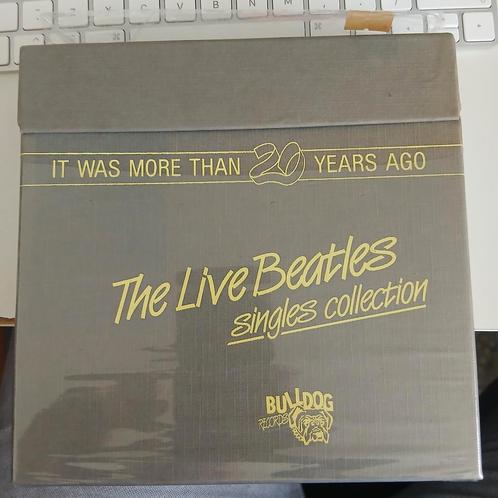 IT WAS MORE THAN 20 YEARS AGO
The Live Beatles
singles collection
BULLDOG
RECORDS